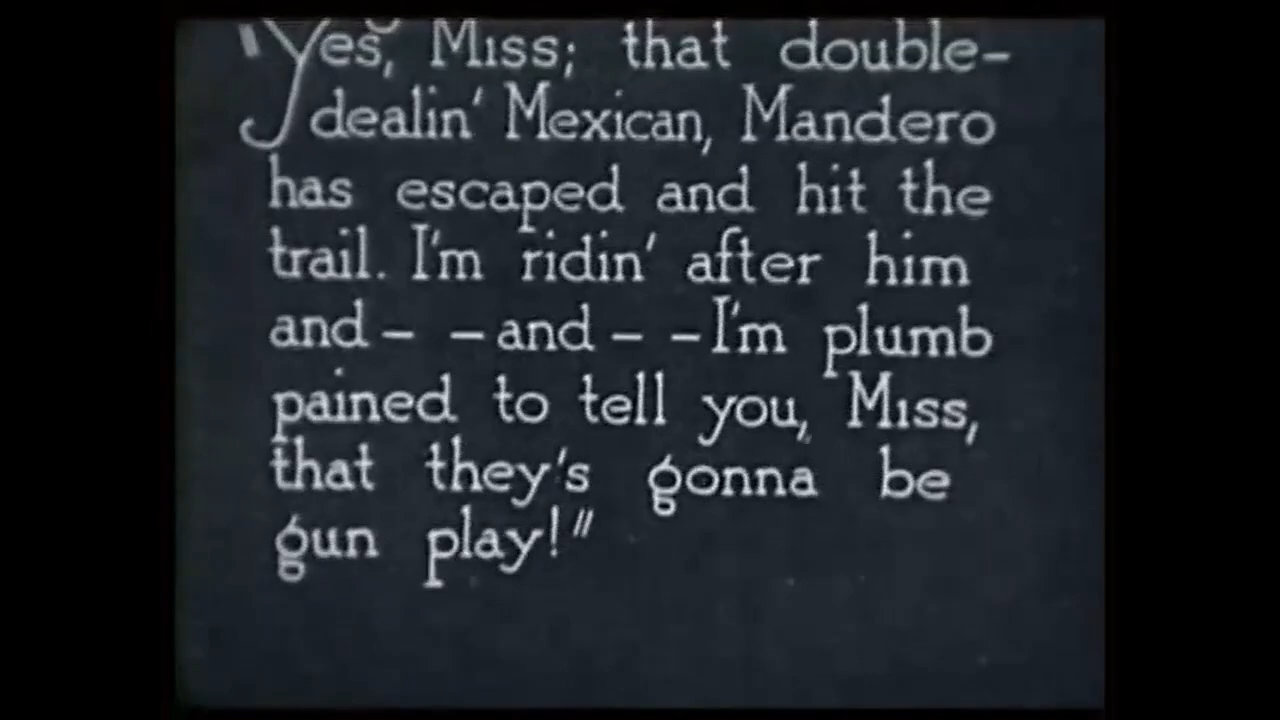 "Yes, Miss; that double-
dealin' Mexican, Mandero
has escaped and hit the
trail. I'm ridin' after him
and- -and- -I'm plumb
pained to tell you, Miss,
that they's gonna be
gun play!"